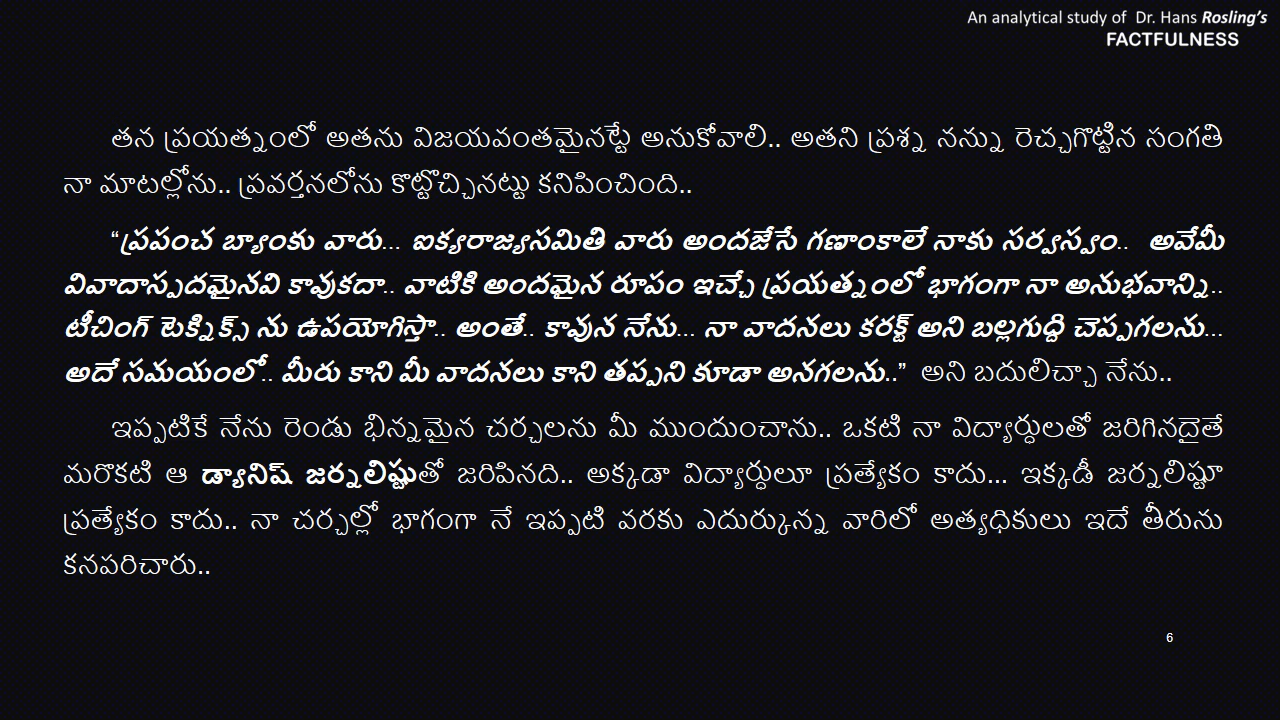 An analytical study of Dr. Hans Rosling's
FACTFULNESS
తన ప్రయత్నంలో అతను విజయవంతమైనట్టే అనుకోవాలి.. అతని ప్రశ్న నన్ను రెచ్చగొట్టిన సంగతి
నా మాటల్లోను.. ప్రవర్తనలోను కొట్టొచ్చినట్టు కనిపించింది..
“ప్రపంచ బ్యాంకు వారు... ఐక్యరాజ్యసమితి వారు అందజేసే గణాంకాలే నాకు సర్వస్వం.. అవేమీ
వివాదాస్పదమైనవి కావుకదా.. వాటికి అందమైన రూపం ఇచ్చే ప్రయత్నంలో భాగంగా నా అనుభవాన్ని..
టీచింగ్ టెక్నిక్స్ ను ఉపయోగిస్తా.. అంతే.. కావున నేను... నా వాదనలు కరక్ట్ అని బల్లగుద్ది చెప్పగలను...
అదే సమయంలో.. మీరు కాని మీ వాదనలు కాని తప్పని కూడా అనగలను..” అని బదులిచ్చా నేను..
ఇప్పటికే నేను రెండు భిన్నమైన చర్చలను మీ ముందుంచాను.. ఒకటి నా విద్యార్ధులతో జరిగినదైతే
మరొకటి ఆ డ్యానిష్ జర్నలిష్టుతో జరిపినది.. అక్కడా విద్యార్ధులూ ప్రత్యేకం కాదు... ఇక్కడీ జర్నలిష్టూ
ప్రత్యేకం కాదు.. నా చర్చల్లో భాగంగా నే ఇప్పటి వరకు ఎదుర్కున్న వారిలో అత్యధికులు ఇదే తీరును
కనపరిచారు..
6